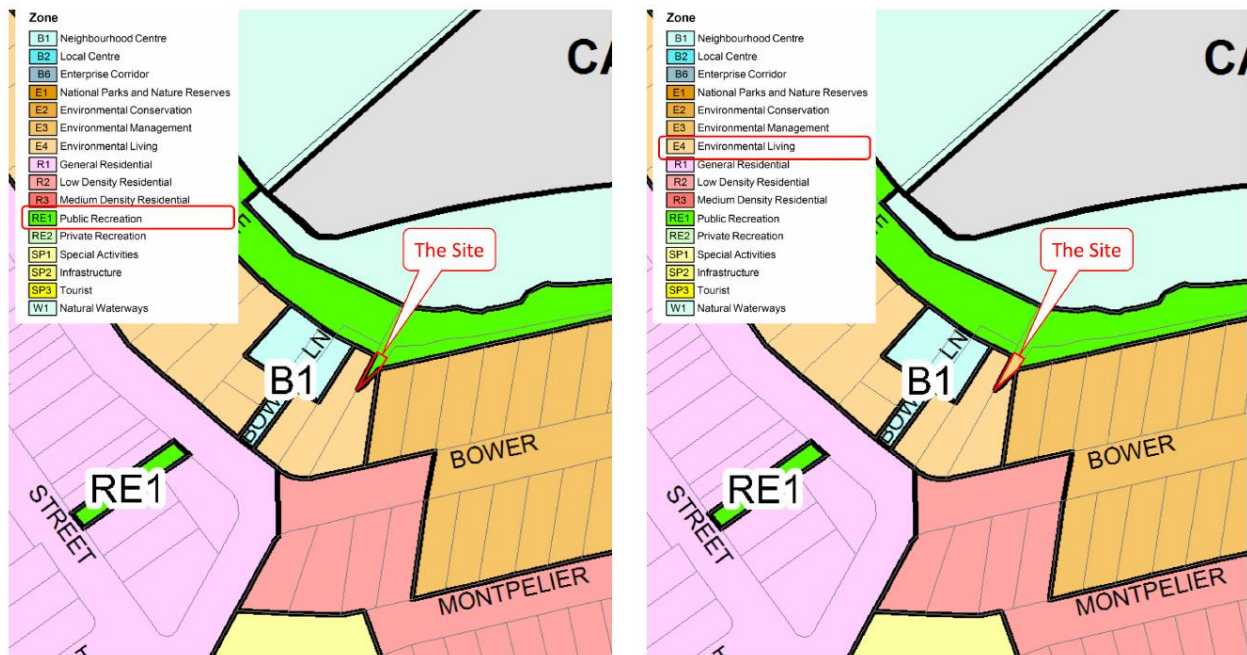 Zone
B1 Neighbourhood Centre
B2 Local Centre
B6 Enterprise Corridor
E1 National Parks and Nature Reserves
E2 Environmental Conservation
E3 Environmental Management
E4 Environmental Living
R1 General Residential
R2 Low Density Residential
R3 Medium Density Residential
RE1 Public Recreation
RE2 Private Recreation
SP1 Special Activities
SP2 Infrastructure
SP3 Tourist
W1 Natural Waterways
CA
The Site
LN
B1
BOW
BOWER
RE1
STREET
MONTPELIER
Zone
B1 Neighbourhood Centre
B2 Local Centre
B6 Enterprise Corridor
E1 National Parks and Nature Reserves
E2 Environmental Conservation
E3 Environmental Management
E4 Environmental Living
R1 General Residential
R2 Low Density Residential
R3 Medium Density Residential
RE1 Public Recreation
RE2 Private Recreation
SP1 Special Activities
SP2 Infrastructure
SP3 Tourist
W1 Natural Waterways
CA
The Site
LN
B1
BOW
BOWER
RE1
STREET
MONTPELIER